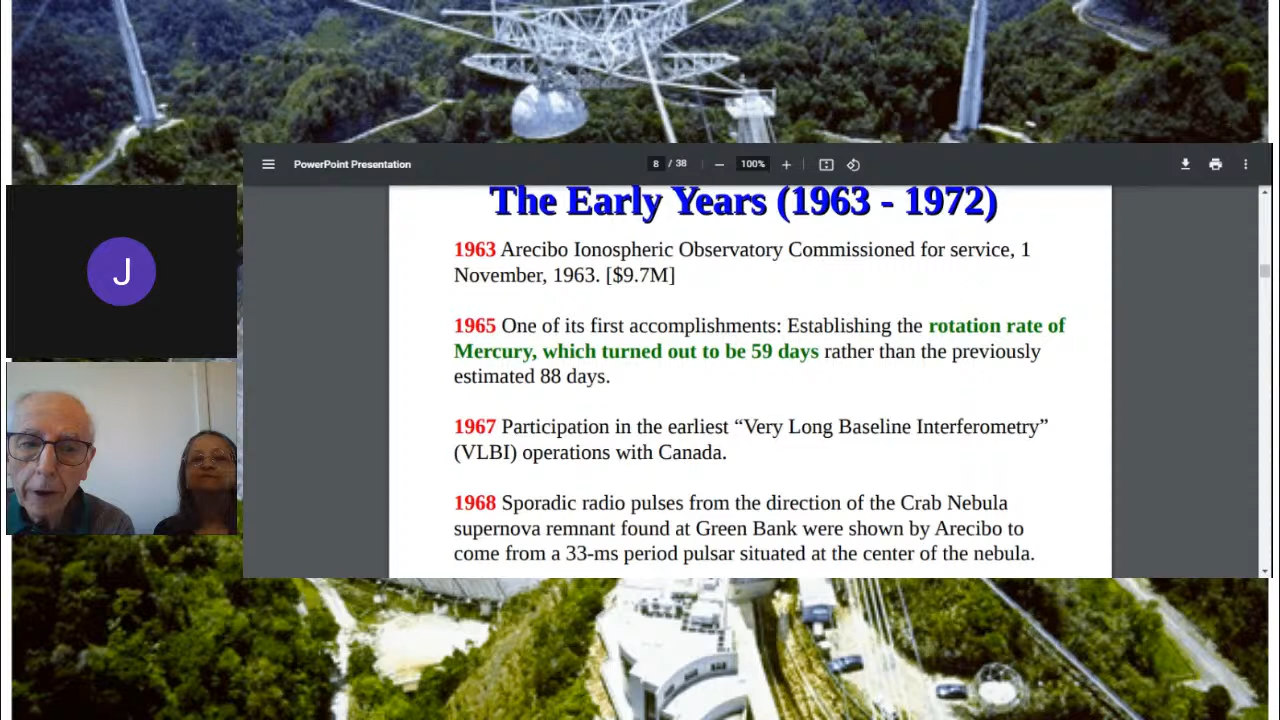 PowerPoint Presentation
8 / 38
100%
The Early Years (1963 - 1972)
J
1963 Arecibo Ionospheric Observatory Commissioned for service, 1
November, 1963. [$9.7M]
1965 One of its first accomplishments: Establishing the rotation rate of
Mercury, which turned out to be 59 days rather than the previously
estimated 88 days.
1967 Participation in the earliest “Very Long Baseline Interferometry”
(VLBI) operations with Canada.
1968 Sporadic radio pulses from the direction of the Crab Nebula
supernova remnant found at Green Bank were shown by Arecibo to
come from a 33-ms period pulsar situated at the center of the nebula.